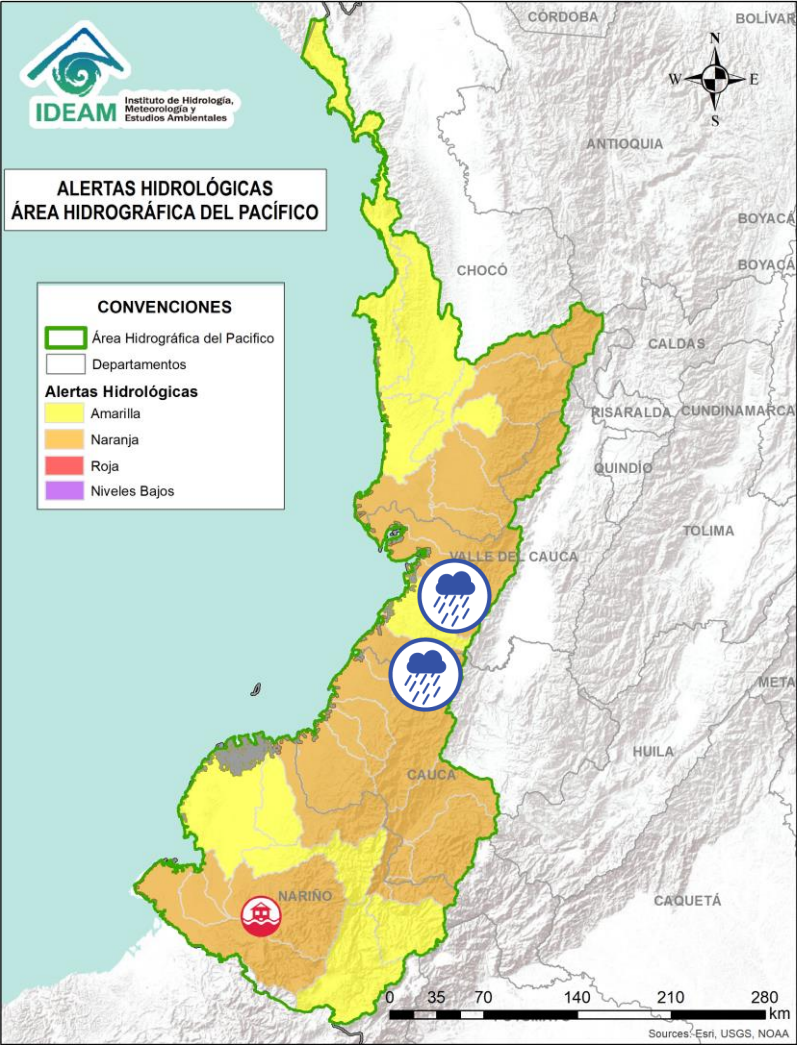 CÓRDOBA
BOLÍVAR
N
W
E
S
IDEAM
Instituto de Hidrología,
Meteorología y
Estudios Ambientales
ANTIOQUIA
ALERTAS HIDROLÓGICAS
ÁREA HIDROGRÁFICA DEL PACÍFICO
BOYACÁ
BOYACÁ
CHOCÓ
CONVENCIONES
Área Hidrográfica del Pacifico
Departamentos
Alertas Hidrológicas
Amarilla
Naranja
Roja
Niveles Bajos
CALDAS
RISARALDA
CUNDINAMARCA
QUINDÍO
TOLIMA
VALLE DEL CAUCA
META
HUILA
CAUCA
NARIÑO
CAQUETÁ
0 35 70 140 210 280
km
Sources: Esri, USGS, NOAA